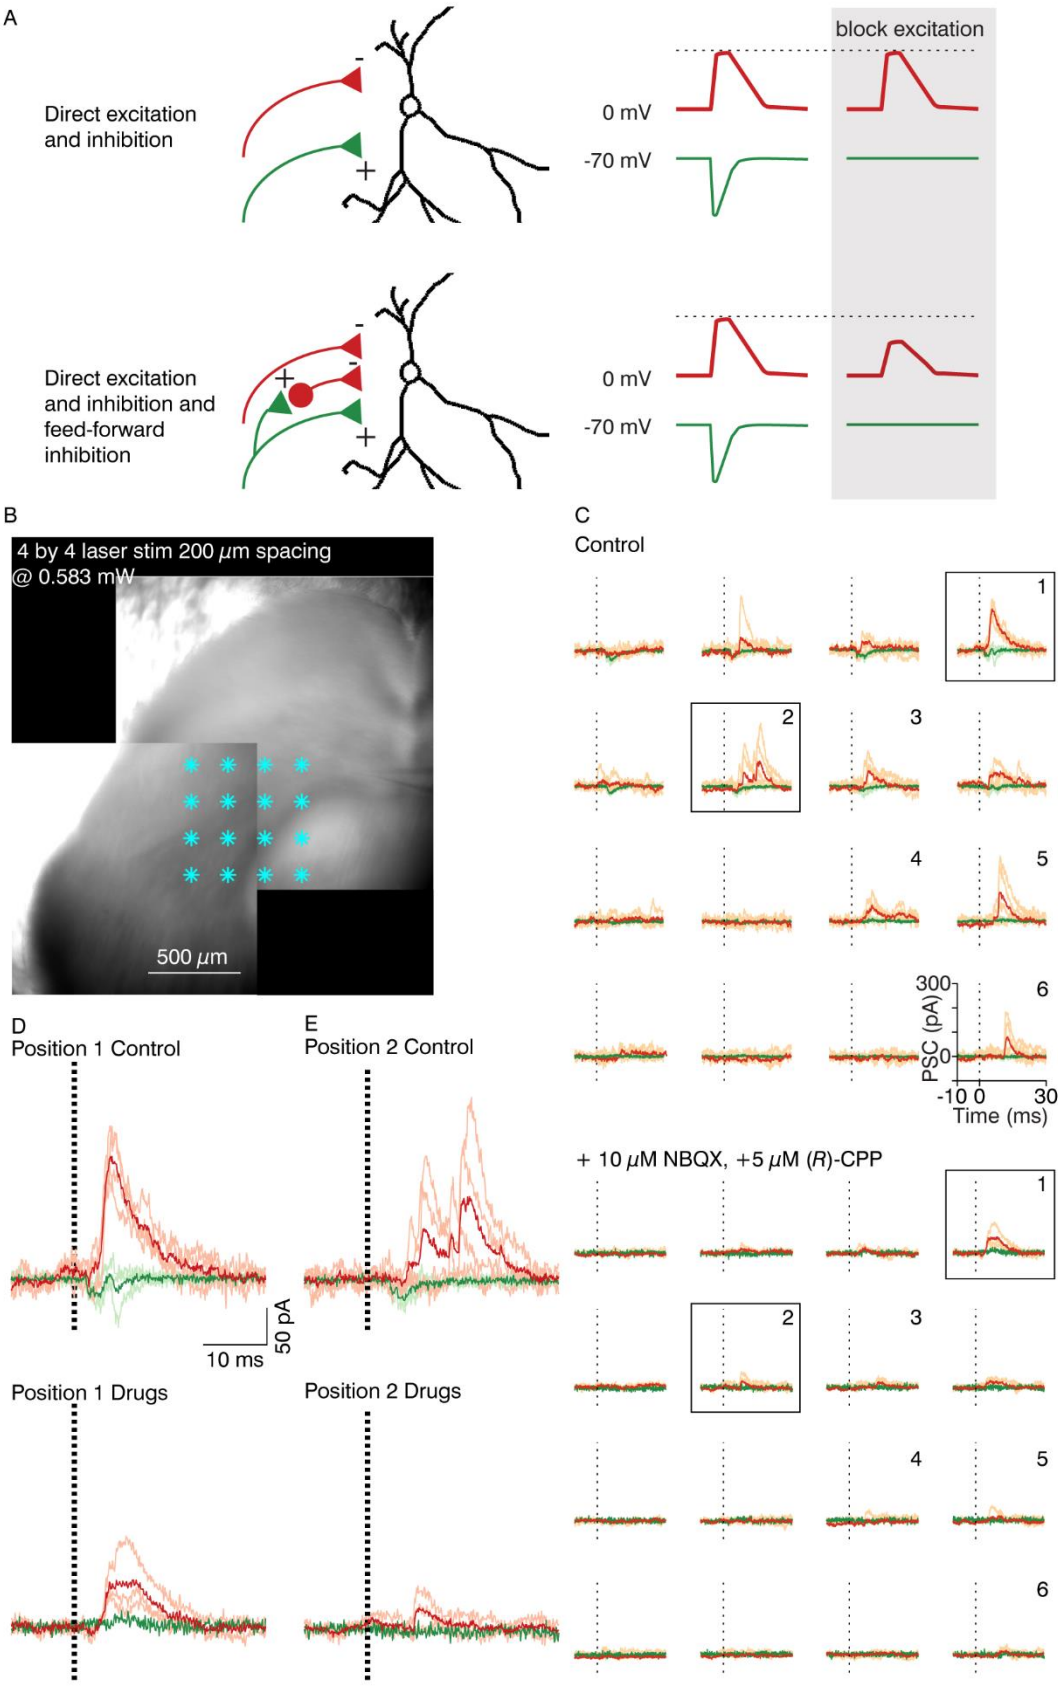 A
block excitation
Direct excitation
and inhibition
-
+
0 mV
-70 mV
Direct excitation
and inhibition and
feed-forward
inhibition
-
-
+
+
0 mV
-70 mV
B
4 by 4 laser stim 200 µm spacing
@ 0.583 mW
500 µm
C
Control
1
2
3
4
5
6
300
0
PSC (pA)
-10 0 30
Time (ms)
D
Position 1 Control
E
Position 2 Control
50 pA
10 ms
Position 1 Drugs
Position 2 Drugs
+ 10 µM NBQX, +5 µM (R)-CPP
1
2
3
4
5
6